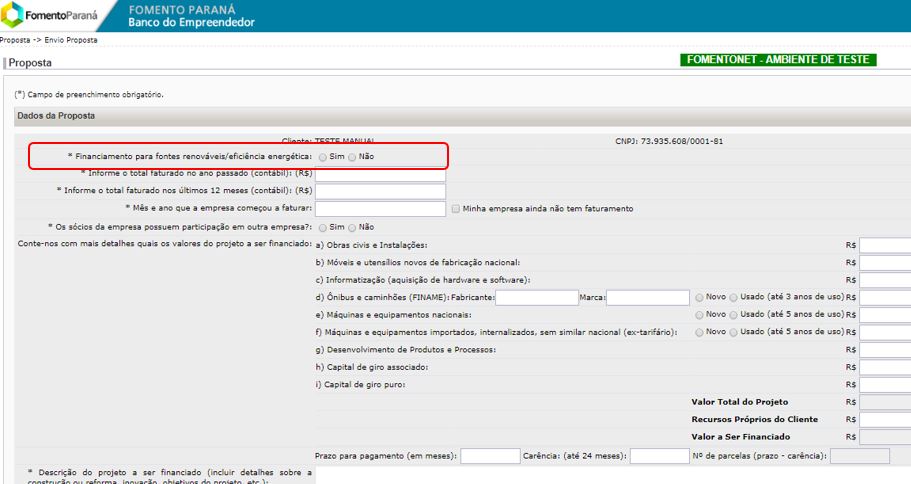 FomentoParaná
FOMENTO PARANÁ
Banco do Empreendedor
Proposta -> Envio Proposta
Proposta
FOMENTONET - AMBIENTE DE TESTE
(*) Campo de preenchimento obrigatório.
Dados da Proposta
Cliente: TESTE MANUAL CNPJ: 73.935.608/0001-81
* Financiamento para fontes renováveis/eficiência energética: Sim Não
* Informe o total faturado no ano passado (contábil): (R$)
* Informe o total faturado nos últimos 12 meses (contábil): (R$)
* Mês e ano que a empresa começou a faturar: Minha empresa ainda não tem faturamento
* Os sócios da empresa possuem participação em outra empresa?: Sim Não
Conte-nos com mais detalhes quais os valores do projeto a ser financiado: a) Obras civis e Instalações: R$
b) Móveis e utensílios novos de fabricação nacional: R$
c) Informatização (aquisição de hardware e software): R$
d) Ônibus e caminhões (FINAME): Fabricante: Marca: Novo Usado (até 3 anos de uso) R$
e) Máquinas e equipamentos nacionais: Novo Usado (até 5 anos de uso) R$
f) Máquinas e equipamentos importados, internalizados, sem similar nacional (ex-tarifário): Novo Usado (até 5 anos de uso) R$
g) Desenvolvimento de Produtos e Processos: R$
h) Capital de giro associado: R$
i) Capital de giro puro: R$
Valor Total do Projeto R$
Recursos Próprios do Cliente R$
Valor a Ser Financiado R$
Prazo para pagamento (em meses): Carência: (até 24 meses): Nº de parcelas (prazo - carência):
* Descrição do projeto a ser financiado (incluir detalhes sobre a
construção ou reforma, inovação, objetivos do projeto, etc.):